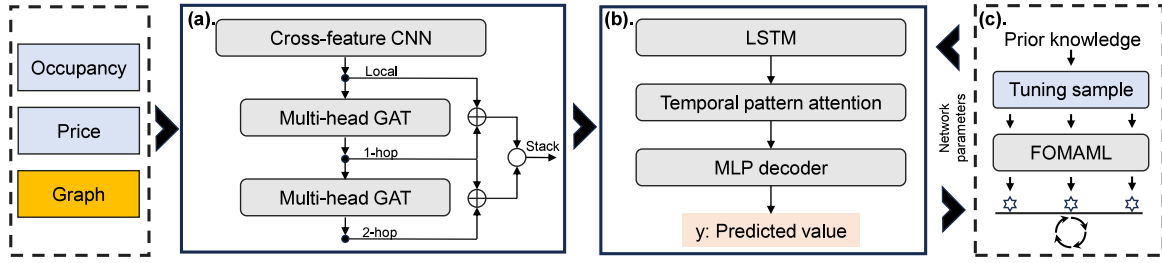 Occupancy
Price
Graph
(a).
Cross-feature CNN
Local
Multi-head GAT
1-hop
Multi-head GAT
2-hop
Stack
(b).
LSTM
Temporal pattern attention
MLP decoder
y: Predicted value
Network
parameters
(c).
Prior knowledge
Tuning sample
FOMAML